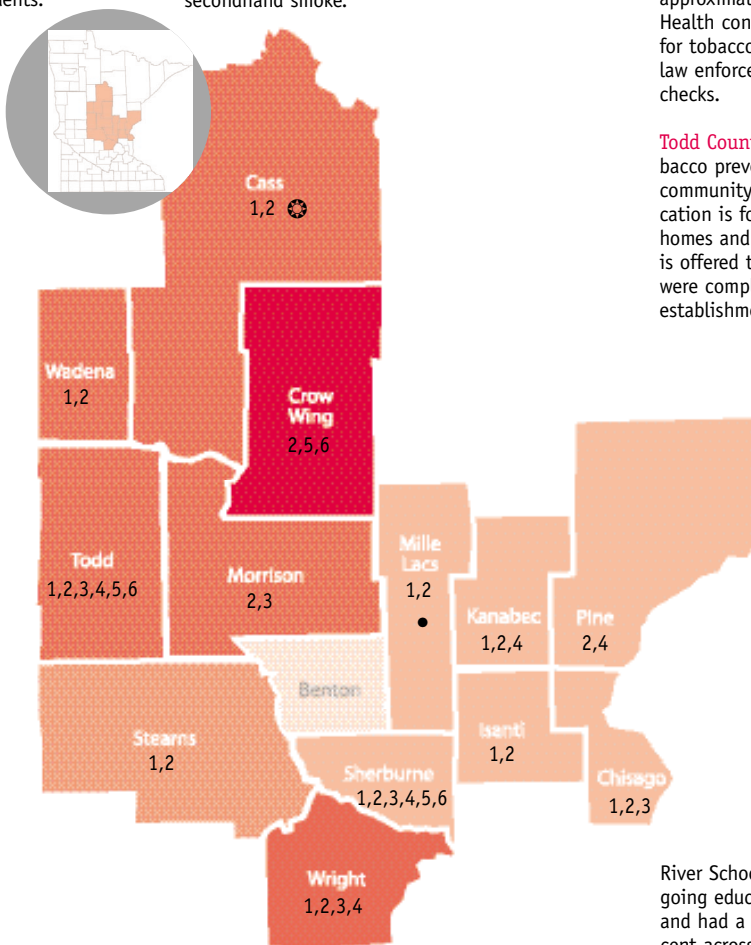 ents.
secondhand smoke.
approximat
Health con
for tobacco
law enforce
checks.
Todd Coun
bacco preve
community
cation is fo
homes and
is offered t
were comp
establishme
Cass
1,2
Wadena
1,2
Crow
Wing
2,5,6
Todd
1,2,3,4,5,6
Morrison
2,3
Mille
Lacs
1,2
Kanabec
1,2,4
Pine
2,4
Benton
Stearns
1,2
Isanti
1,2
Sherburne
1,2,3,4,5,6
Chisago
1,2,3
Wright
1,2,3,4
River Schoo
going educ
and had a
cent across